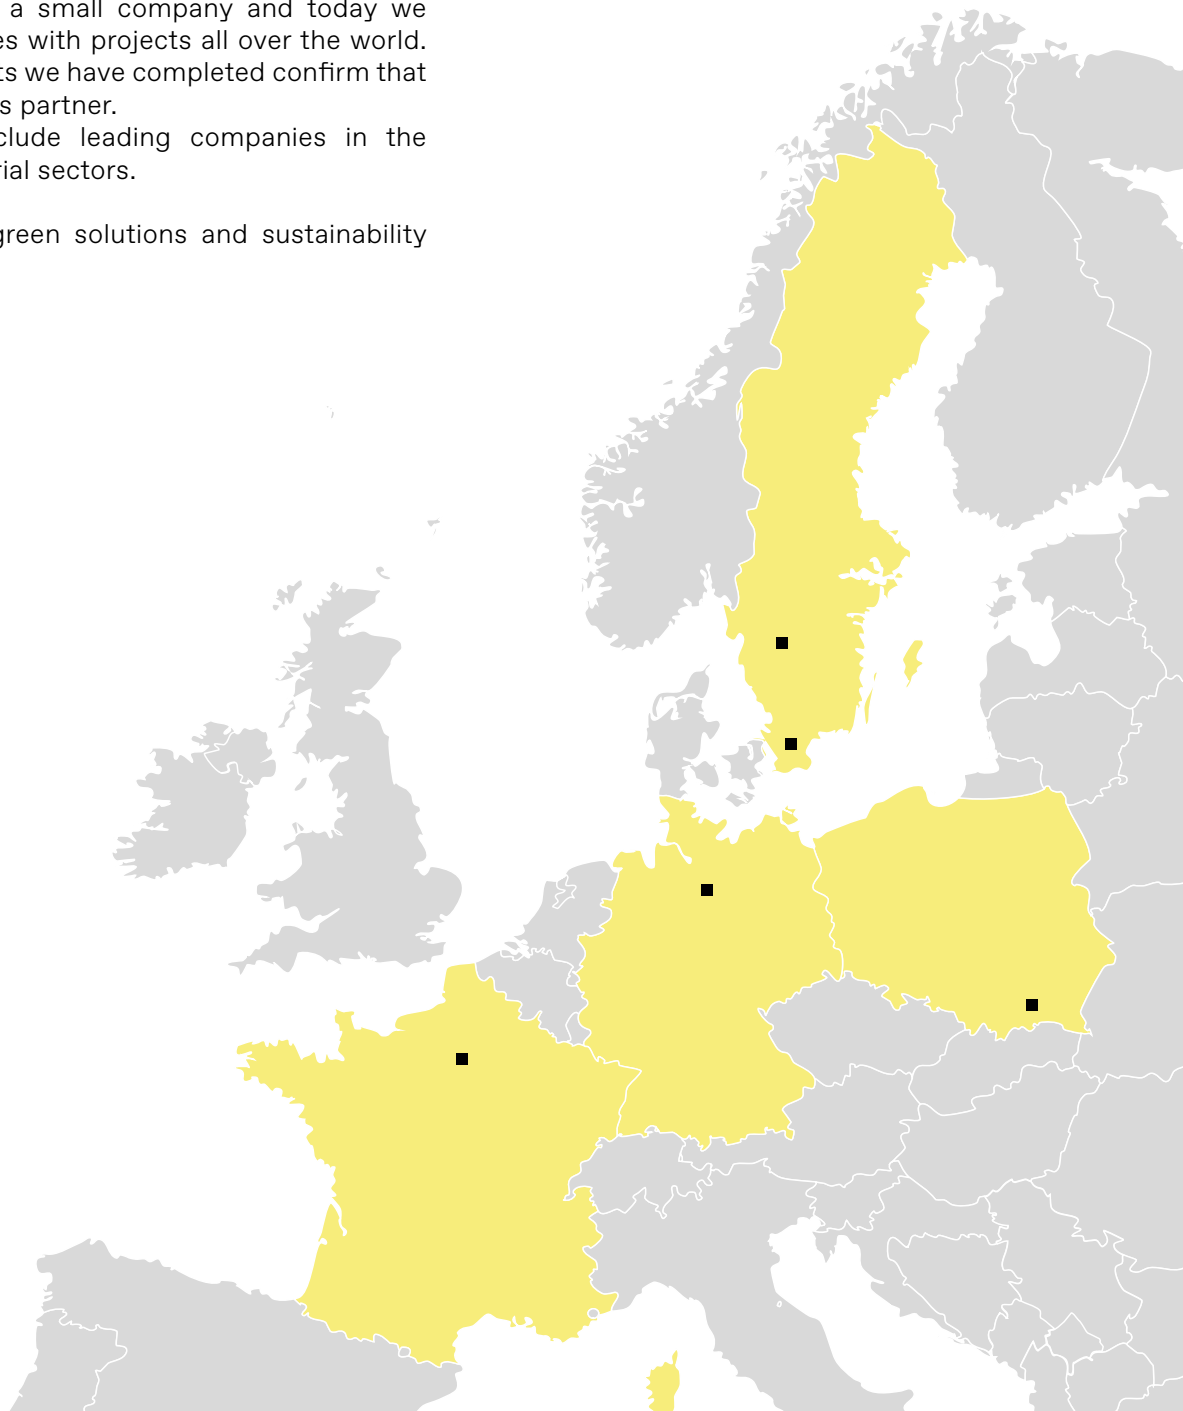 a small company and today we
es with projects all over the world.
ts we have completed confirm that
s partner.
clude leading companies in the
rial sectors.
green solutions and sustainability